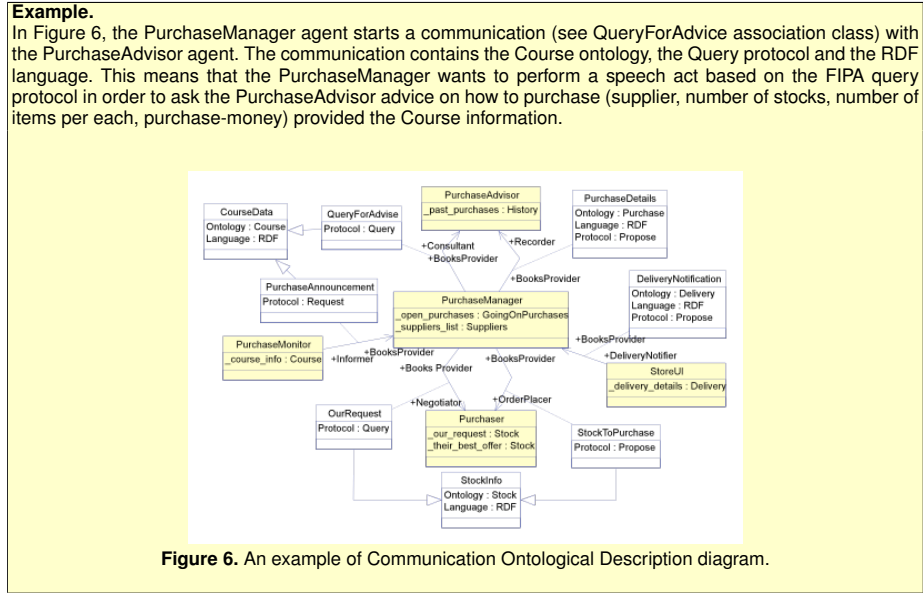 Example.
In Figure 6, the PurchaseManager agent starts a communication (see QueryForAdvice association class) with
the PurchaseAdvisor agent. The communication contains the Course ontology, the Query protocol and the RDF
language. This means that the PurchaseManager wants to perform a speech act based on the FIPA query
protocol in order to ask the PurchaseAdvisor advice on how to purchase (supplier, number of stocks, number of
items per each, purchase-money) provided the Course information.
PurchaseAdvisor
_past_purchases : History
PurchaseDetails
Ontology : Purchase
Language : RDF
Protocol : Propose
CourseData
Ontology : Course
Language : RDF
QueryForAdvise
Protocol : Query
+Consultant
+BooksProvider
+Recorder
+BooksProvider
PurchaseAnnouncement
Protocol : Request
PurchaseManager
_open_purchases : GoingOnPurchases
_suppliers_list : Suppliers
DeliveryNotification
Ontology : Delivery
Language : RDF
Protocol : Propose
PurchaseMonitor
_course_info : Course
+Informer
+BooksProvider
+Books Provider
+BooksProvider
+BooksProvider
+DeliveryNotifier
StoreUI
_delivery_details : Delivery
+Negotiator
+OrderPlacer
OurRequest
Protocol : Query
Purchaser
_our_request : Stock
_their_best_offer : Stock
StockToPurchase
Protocol : Propose
StockInfo
Ontology : Stock
Language : RDF
Figure 6. An example of Communication Ontological Description diagram.